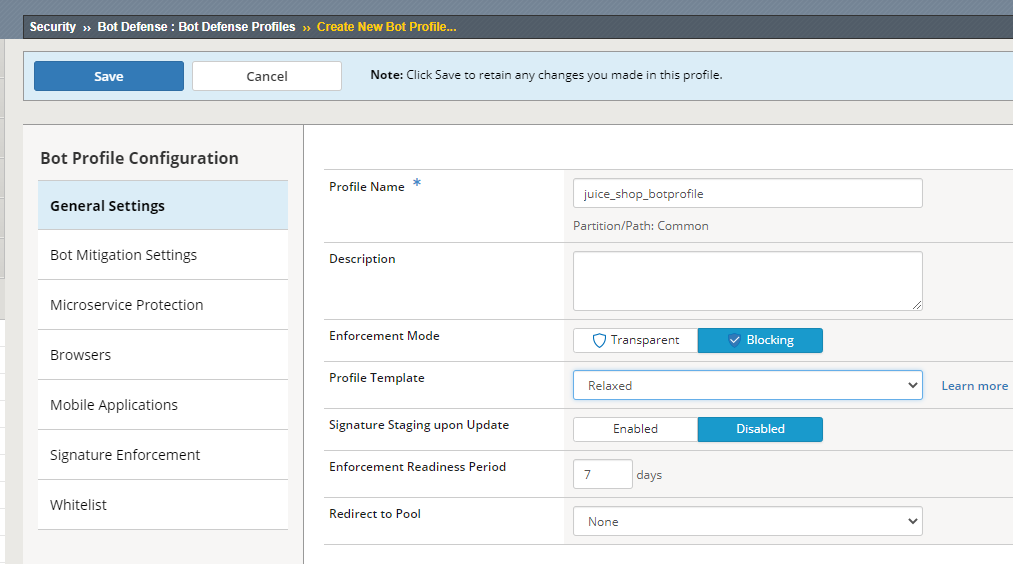 Security ›› Bot Defense : Bot Defense Profiles ›› Create New Bot Profile...
Save
Cancel
Note: Click Save to retain any changes you made in this profile.
Bot Profile Configuration
General Settings
Bot Mitigation Settings
Microservice Protection
Browsers
Mobile Applications
Signature Enforcement
Whitelist
Profile Name *
juice_shop_botprofile
Partition/Path: Common
Description
Enforcement Mode
Transparent
Blocking
Profile Template
Relaxed
Learn more
Signature Staging upon Update
Enabled
Disabled
Enforcement Readiness Period
7 days
Redirect to Pool
None